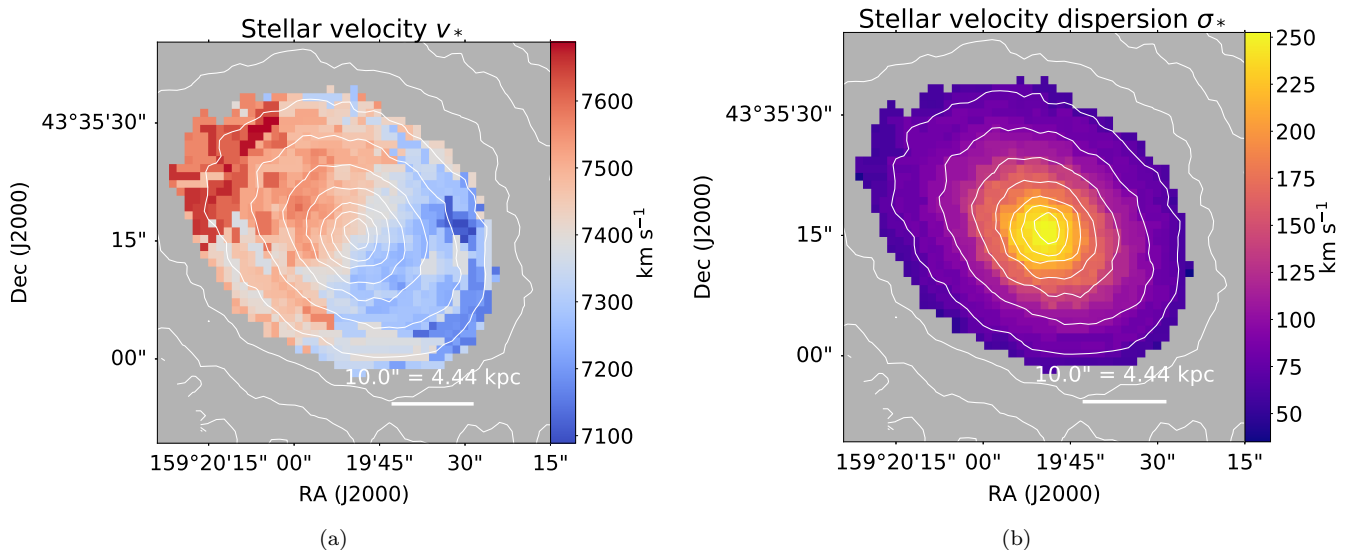 Stellar velocity v*
7600
7500
7400
7300
7200
7100
km s⁻¹
43°35'30"
15"
00"
Dec (J2000)
10.0" = 4.44 kpc
159°20'15" 00" 19'45" 30" 15"
RA (J2000)
(a)
Stellar velocity dispersion σ*
250
225
200
175
150
125
100
75
50
km s⁻¹
43°35'30"
15"
00"
Dec (J2000)
10.0" = 4.44 kpc
159°20'15" 00" 19'45" 30" 15"
RA (J2000)
(b)